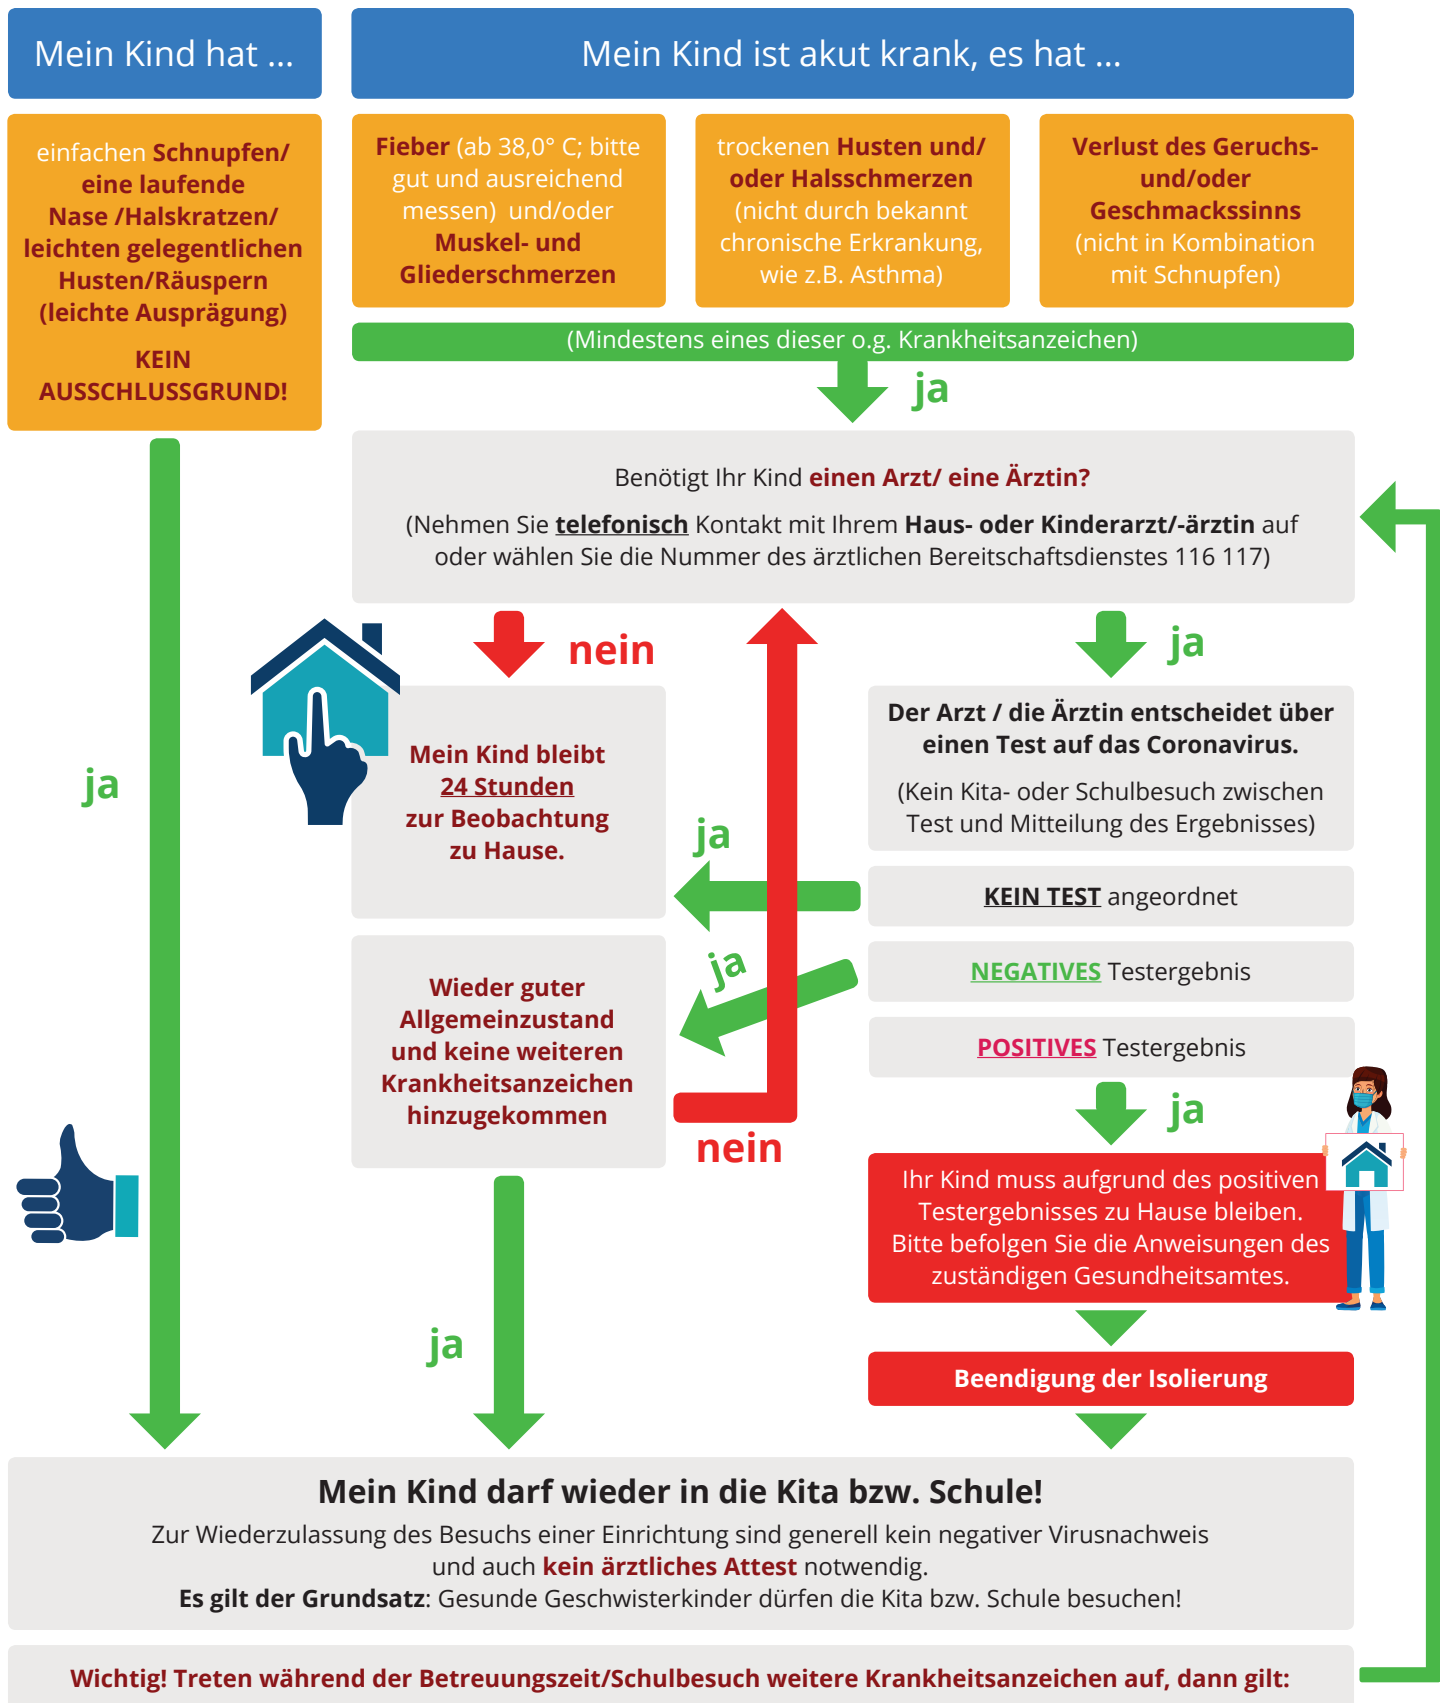 Mein Kind hat ...
Mein Kind ist akut krank, es hat ...
einfachen Schnupfen/
eine laufende
Nase /Halskratzen/
leichten gelegentlichen
Husten/Räuspern
(leichte Ausprägung)
KEIN
AUSSCHLUSSGRUND!
Fieber (ab 38,0° C; bitte
gut und ausreichend
messen) und/oder
Muskel- und
Gliederschmerzen
trockenen Husten und/
oder Halsschmerzen
(nicht durch bekannt
chronische Erkrankung,
wie z.B. Asthma)
Verlust des Geruchs-
und/oder
Geschmackssinns
(nicht in Kombination
mit Schnupfen)
(Mindestens eines dieser o.g. Krankheitsanzeichen)
ja
Benötigt Ihr Kind einen Arzt/ eine Ärztin?
(Nehmen Sie telefonisch Kontakt mit Ihrem Haus- oder Kinderarzt/-ärztin auf
oder wählen Sie die Nummer des ärztlichen Bereitschaftsdienstes 116 117)
nein
ja
Mein Kind bleibt
24 Stunden
zur Beobachtung
zu Hause.
Der Arzt / die Ärztin entscheidet über
einen Test auf das Coronavirus.
(Kein Kita- oder Schulbesuch zwischen
Test und Mitteilung des Ergebnisses)
ja
ja
KEIN TEST angeordnet
ja
NEGATIVES Testergebnis
POSITIVES Testergebnis
Wieder guter
Allgemeinzustand
und keine weiteren
Krankheitsanzeichen
hinzugekommen
nein
ja
Ihr Kind muss aufgrund des positiven
Testergebnisses zu Hause bleiben.
Bitte befolgen Sie die Anweisungen des
zuständigen Gesundheitsamtes.
ja
Beendigung der Isolierung
Mein Kind darf wieder in die Kita bzw. Schule!
Zur Wiederzulassung des Besuchs einer Einrichtung sind generell kein negativer Virusnachweis
und auch kein ärztliches Attest notwendig.
Es gilt der Grundsatz: Gesunde Geschwisterkinder dürfen die Kita bzw. Schule besuchen!
Wichtig! Treten während der Betreuungszeit/Schulbesuch weitere Krankheitsanzeichen auf, dann gilt: